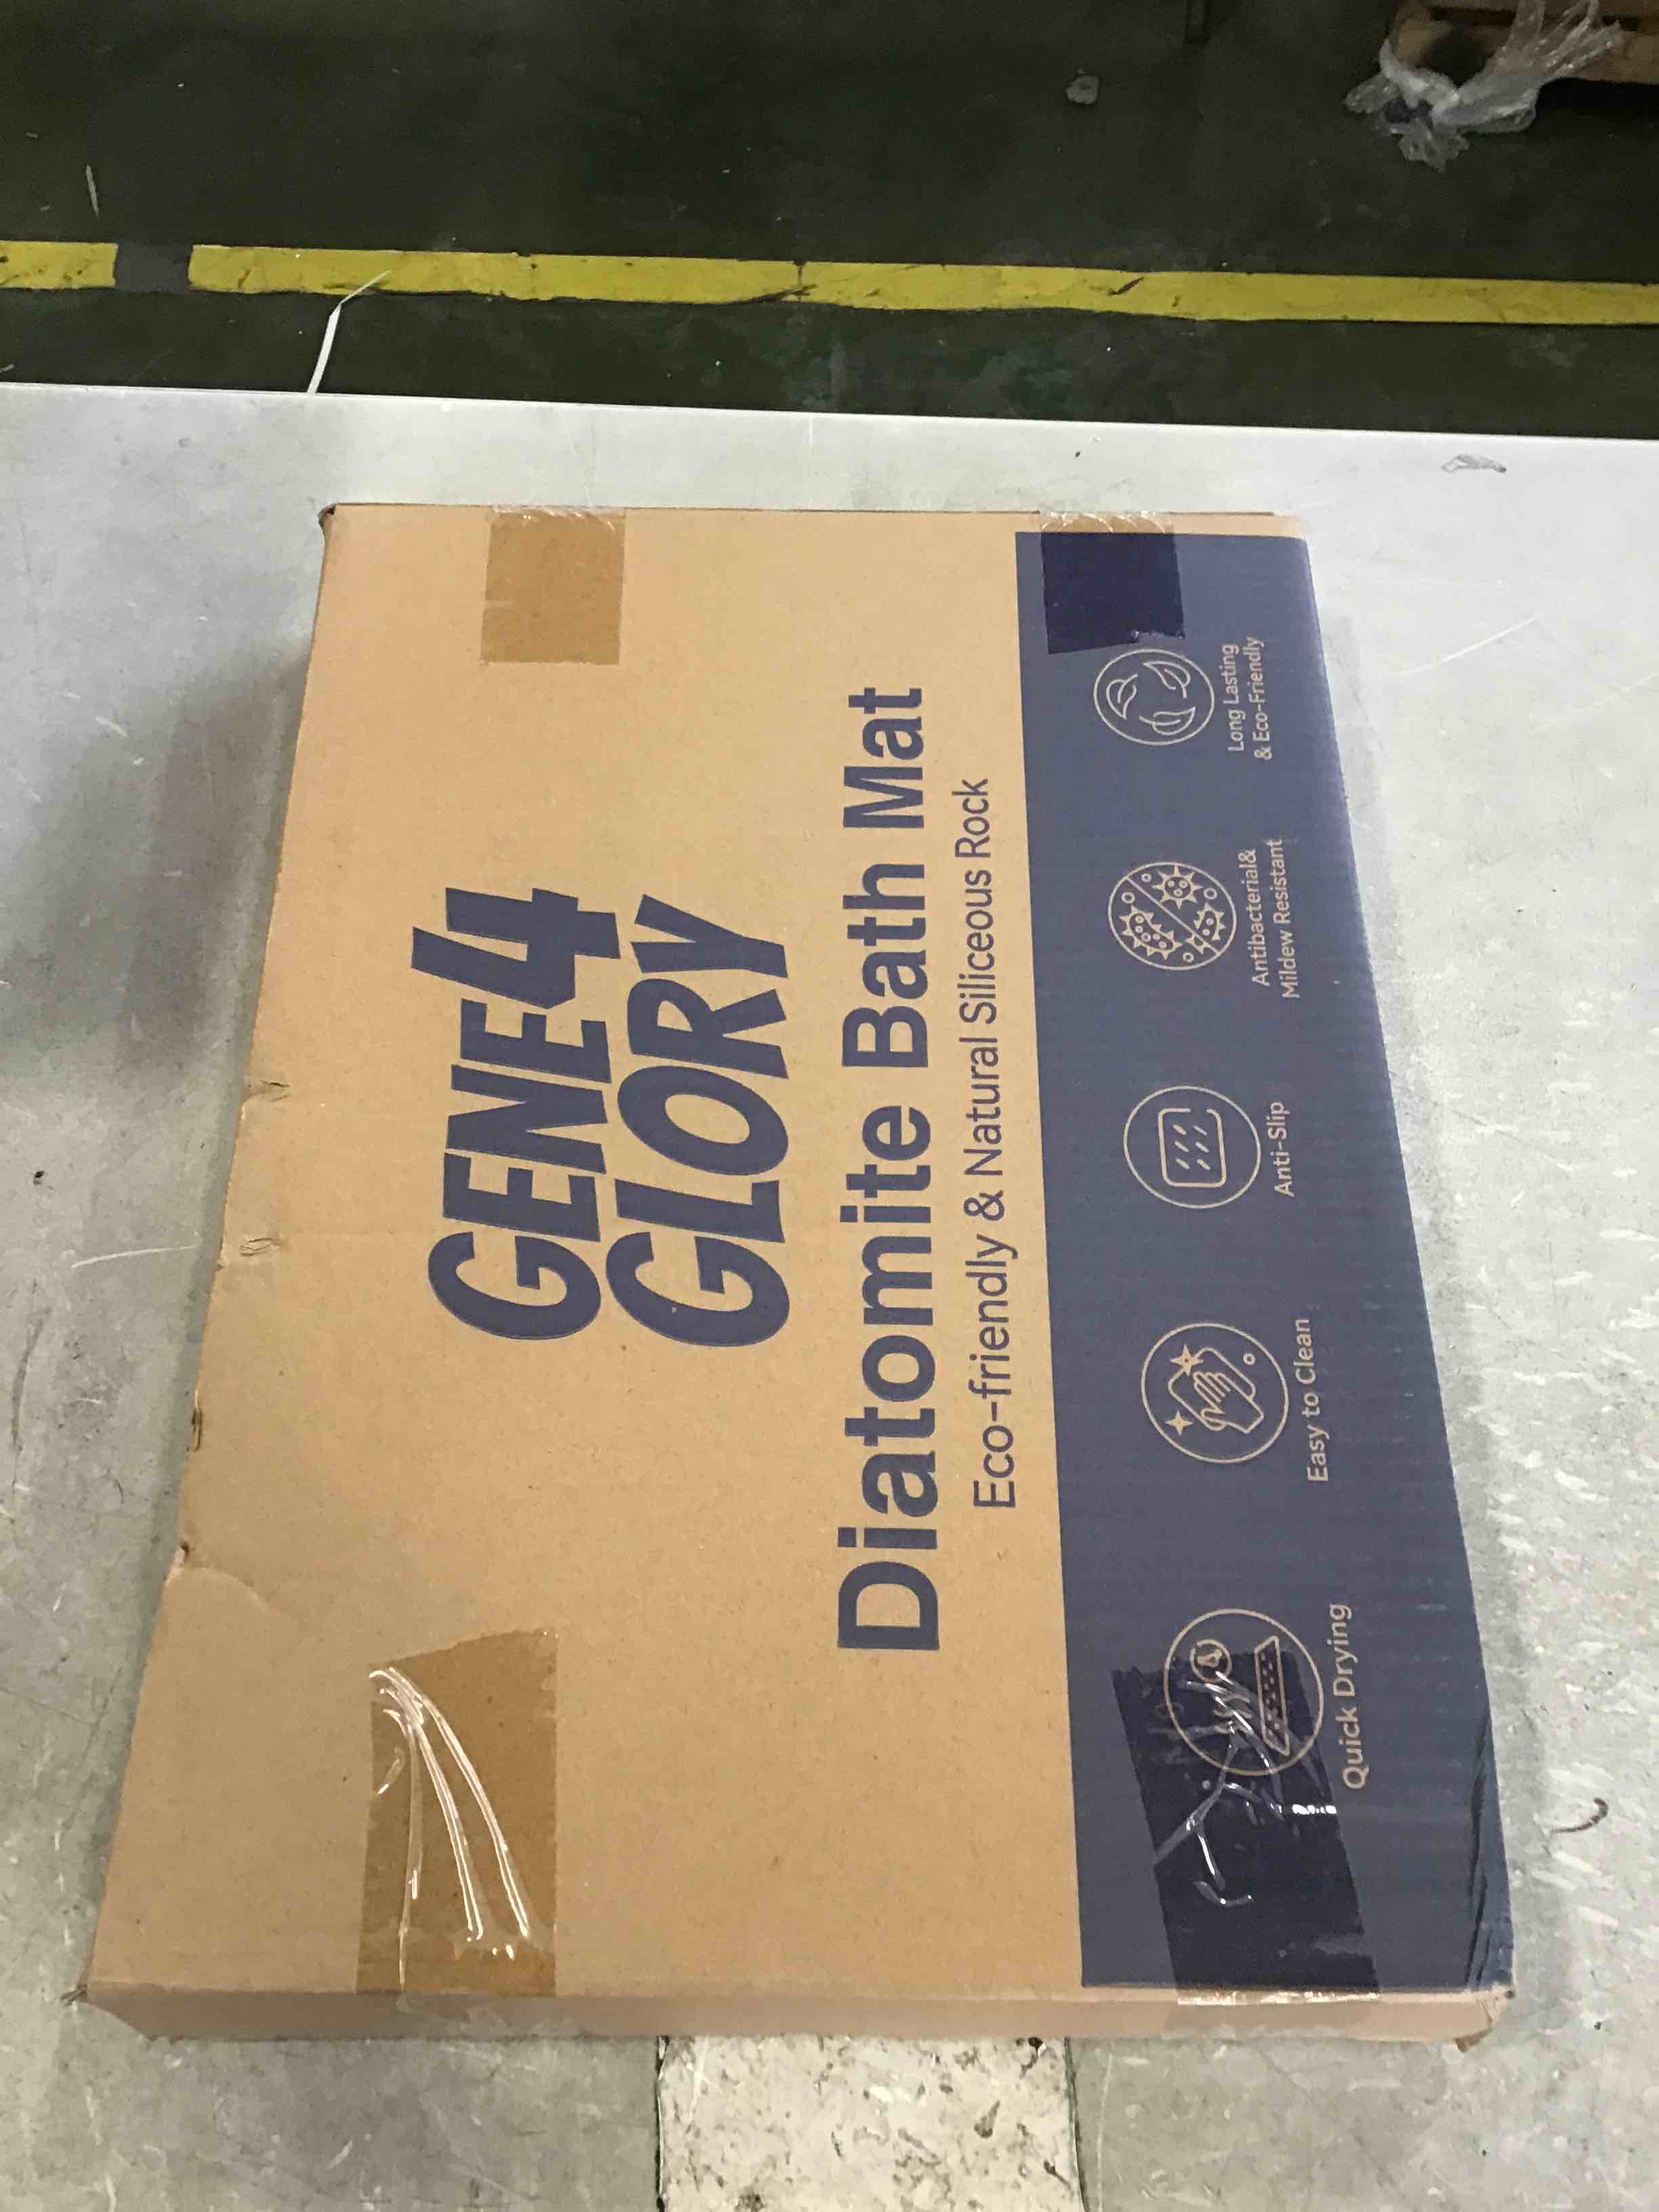 GENE4
GLORY
Diatomite Bath Mat
Eco-friendly & Natural Siliceous Rock
Quick Drying
Easy to Clean
Anti-Slip
Antibacterial&
Mildew Resistant
Long Lasting
& Eco-Friendly